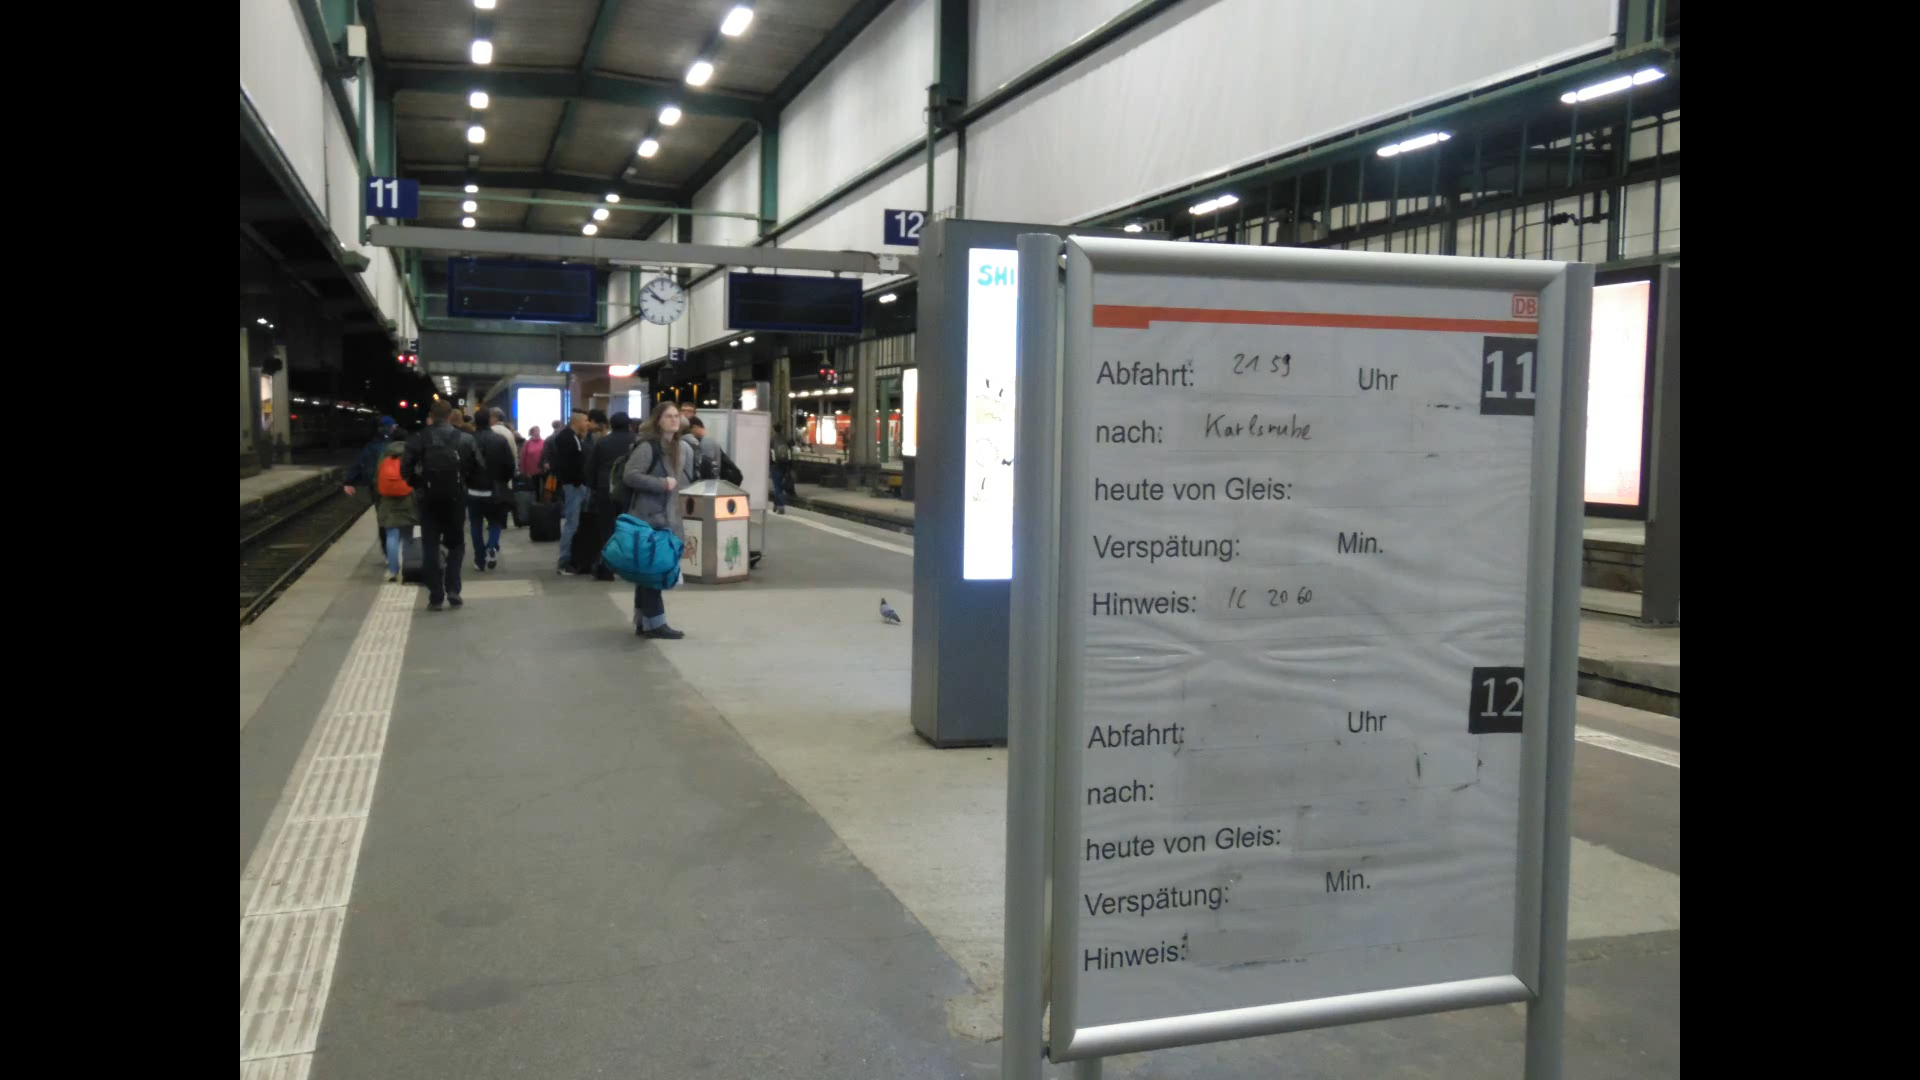 11
12
E
E
SHI
DB
11
Abfahrt: 21 59 Uhr
nach: Karlsruhe
heute von Gleis:
Verspätung: Min.
Hinweis: IC 2060
12
Abfahrt: Uhr
nach:
heute von Gleis:
Verspätung: Min.
Hinweis: